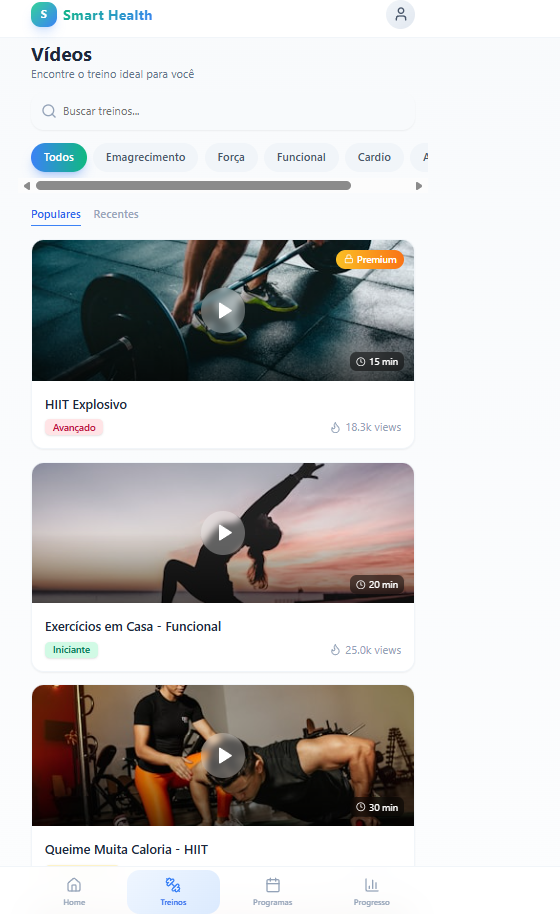 S Smart Health
Vídeos
Encontre o treino ideal para você
Buscar treinos...
Todos Emagrecimento Força Funcional Cardio
Populares Recentes
Premium
15 min
HIIT Explosivo
Avançado 18.3k views
20 min
Exercícios em Casa - Funcional
Iniciante 25.0k views
30 min
Queime Muita Caloria - HIIT
Home Treinos Programas Progresso